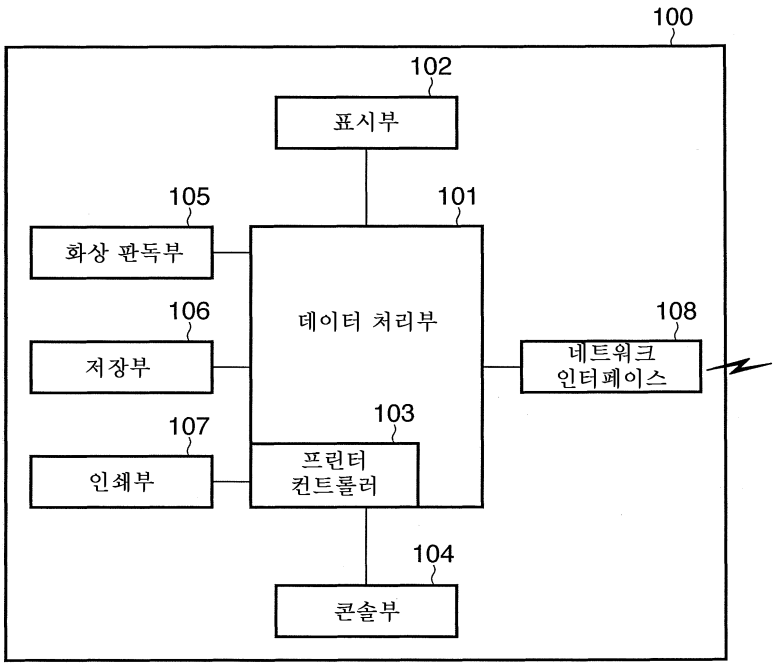 100
102
표시부
105
101
화상 판독부
데이터 처리부
106
108
저장부
네트워크
인터페이스
103
107
프린터
컨트롤러
인쇄부
104
콘솔부